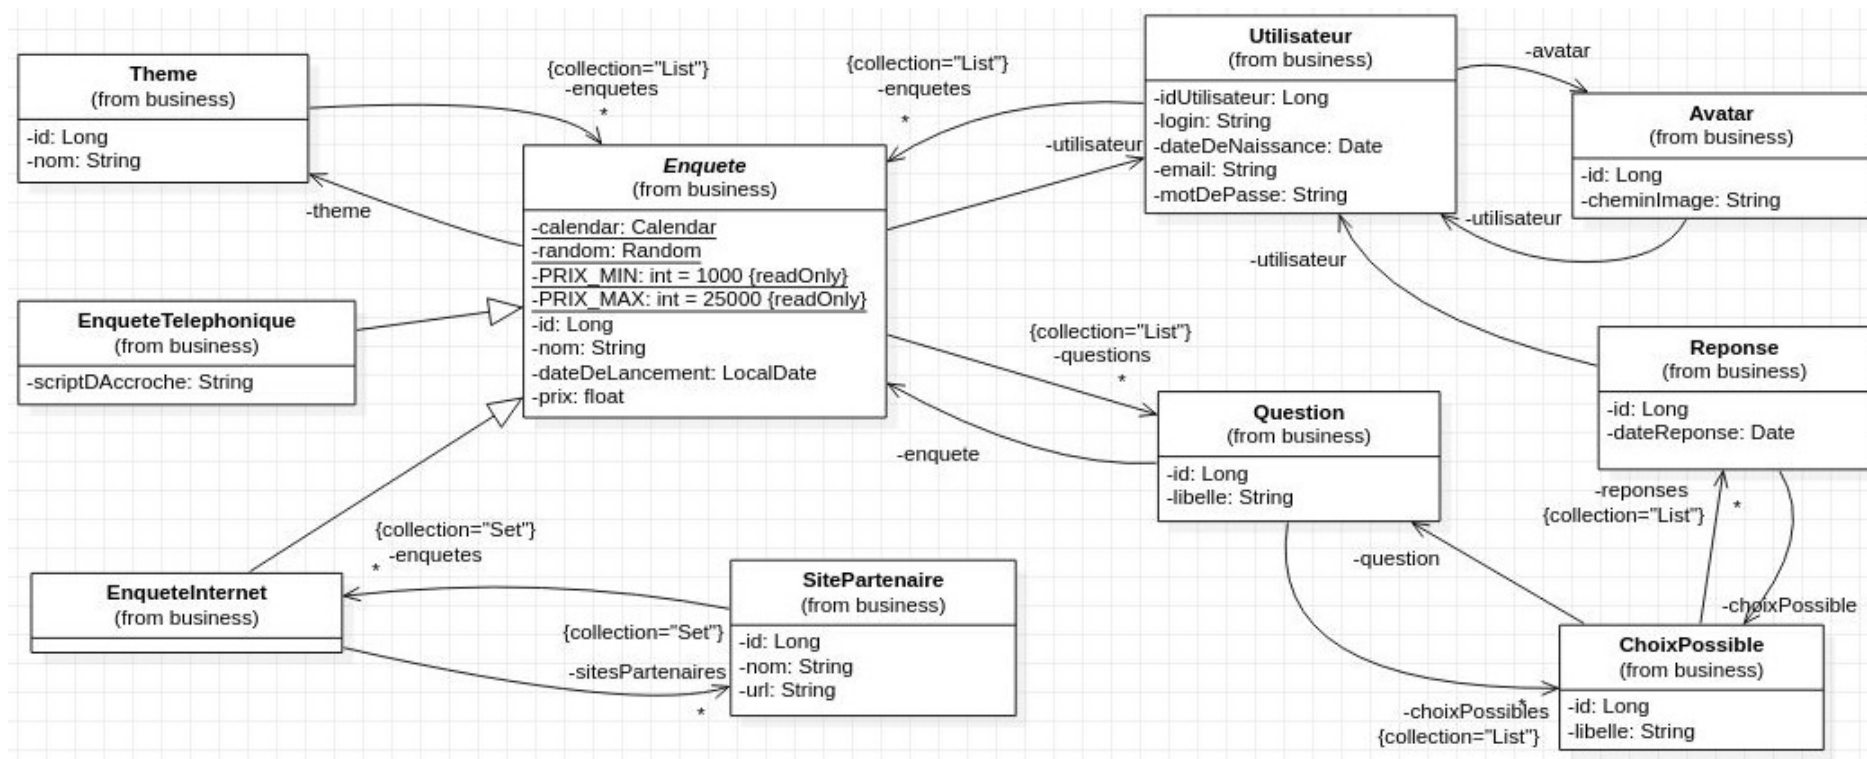 Theme
(from business)
-id: Long
-nom: String
{collection="List"}
-enquetes
*
-theme
Enquete
(from business)
-calendar: Calendar
-random: Random
-PRIX_MIN: int = 1000 {readOnly}
-PRIX_MAX: int = 25000 {readOnly}
-id: Long
-nom: String
-dateDeLancement: LocalDate
-prix: float
{collection="List"}
-enquetes
*
-utilisateur
Utilisateur
(from business)
-idUtilisateur: Long
-login: String
-dateDeNaissance: Date
-email: String
-motDePasse: String
-avatar
Avatar
(from business)
-id: Long
-cheminImage: String
-utilisateur
-utilisateur
EnqueteTelephonique
(from business)
-scriptDAccroche: String
{collection="List"}
-questions
*
-enquete
Question
(from business)
-id: Long
-libelle: String
Reponse
(from business)
-id: Long
-dateReponse: Date
-reponses
{collection="List"}
*
-question
-choixPossible
{collection="Set"}
-enquetes
*
EnqueteInternet
(from business)
{collection="Set"}
-sitesPartenaires
*
SitePartenaire
(from business)
-id: Long
-nom: String
-url: String
ChoixPossible
(from business)
-id: Long
-libelle: String
*
-choixPossibles
{collection="List"}